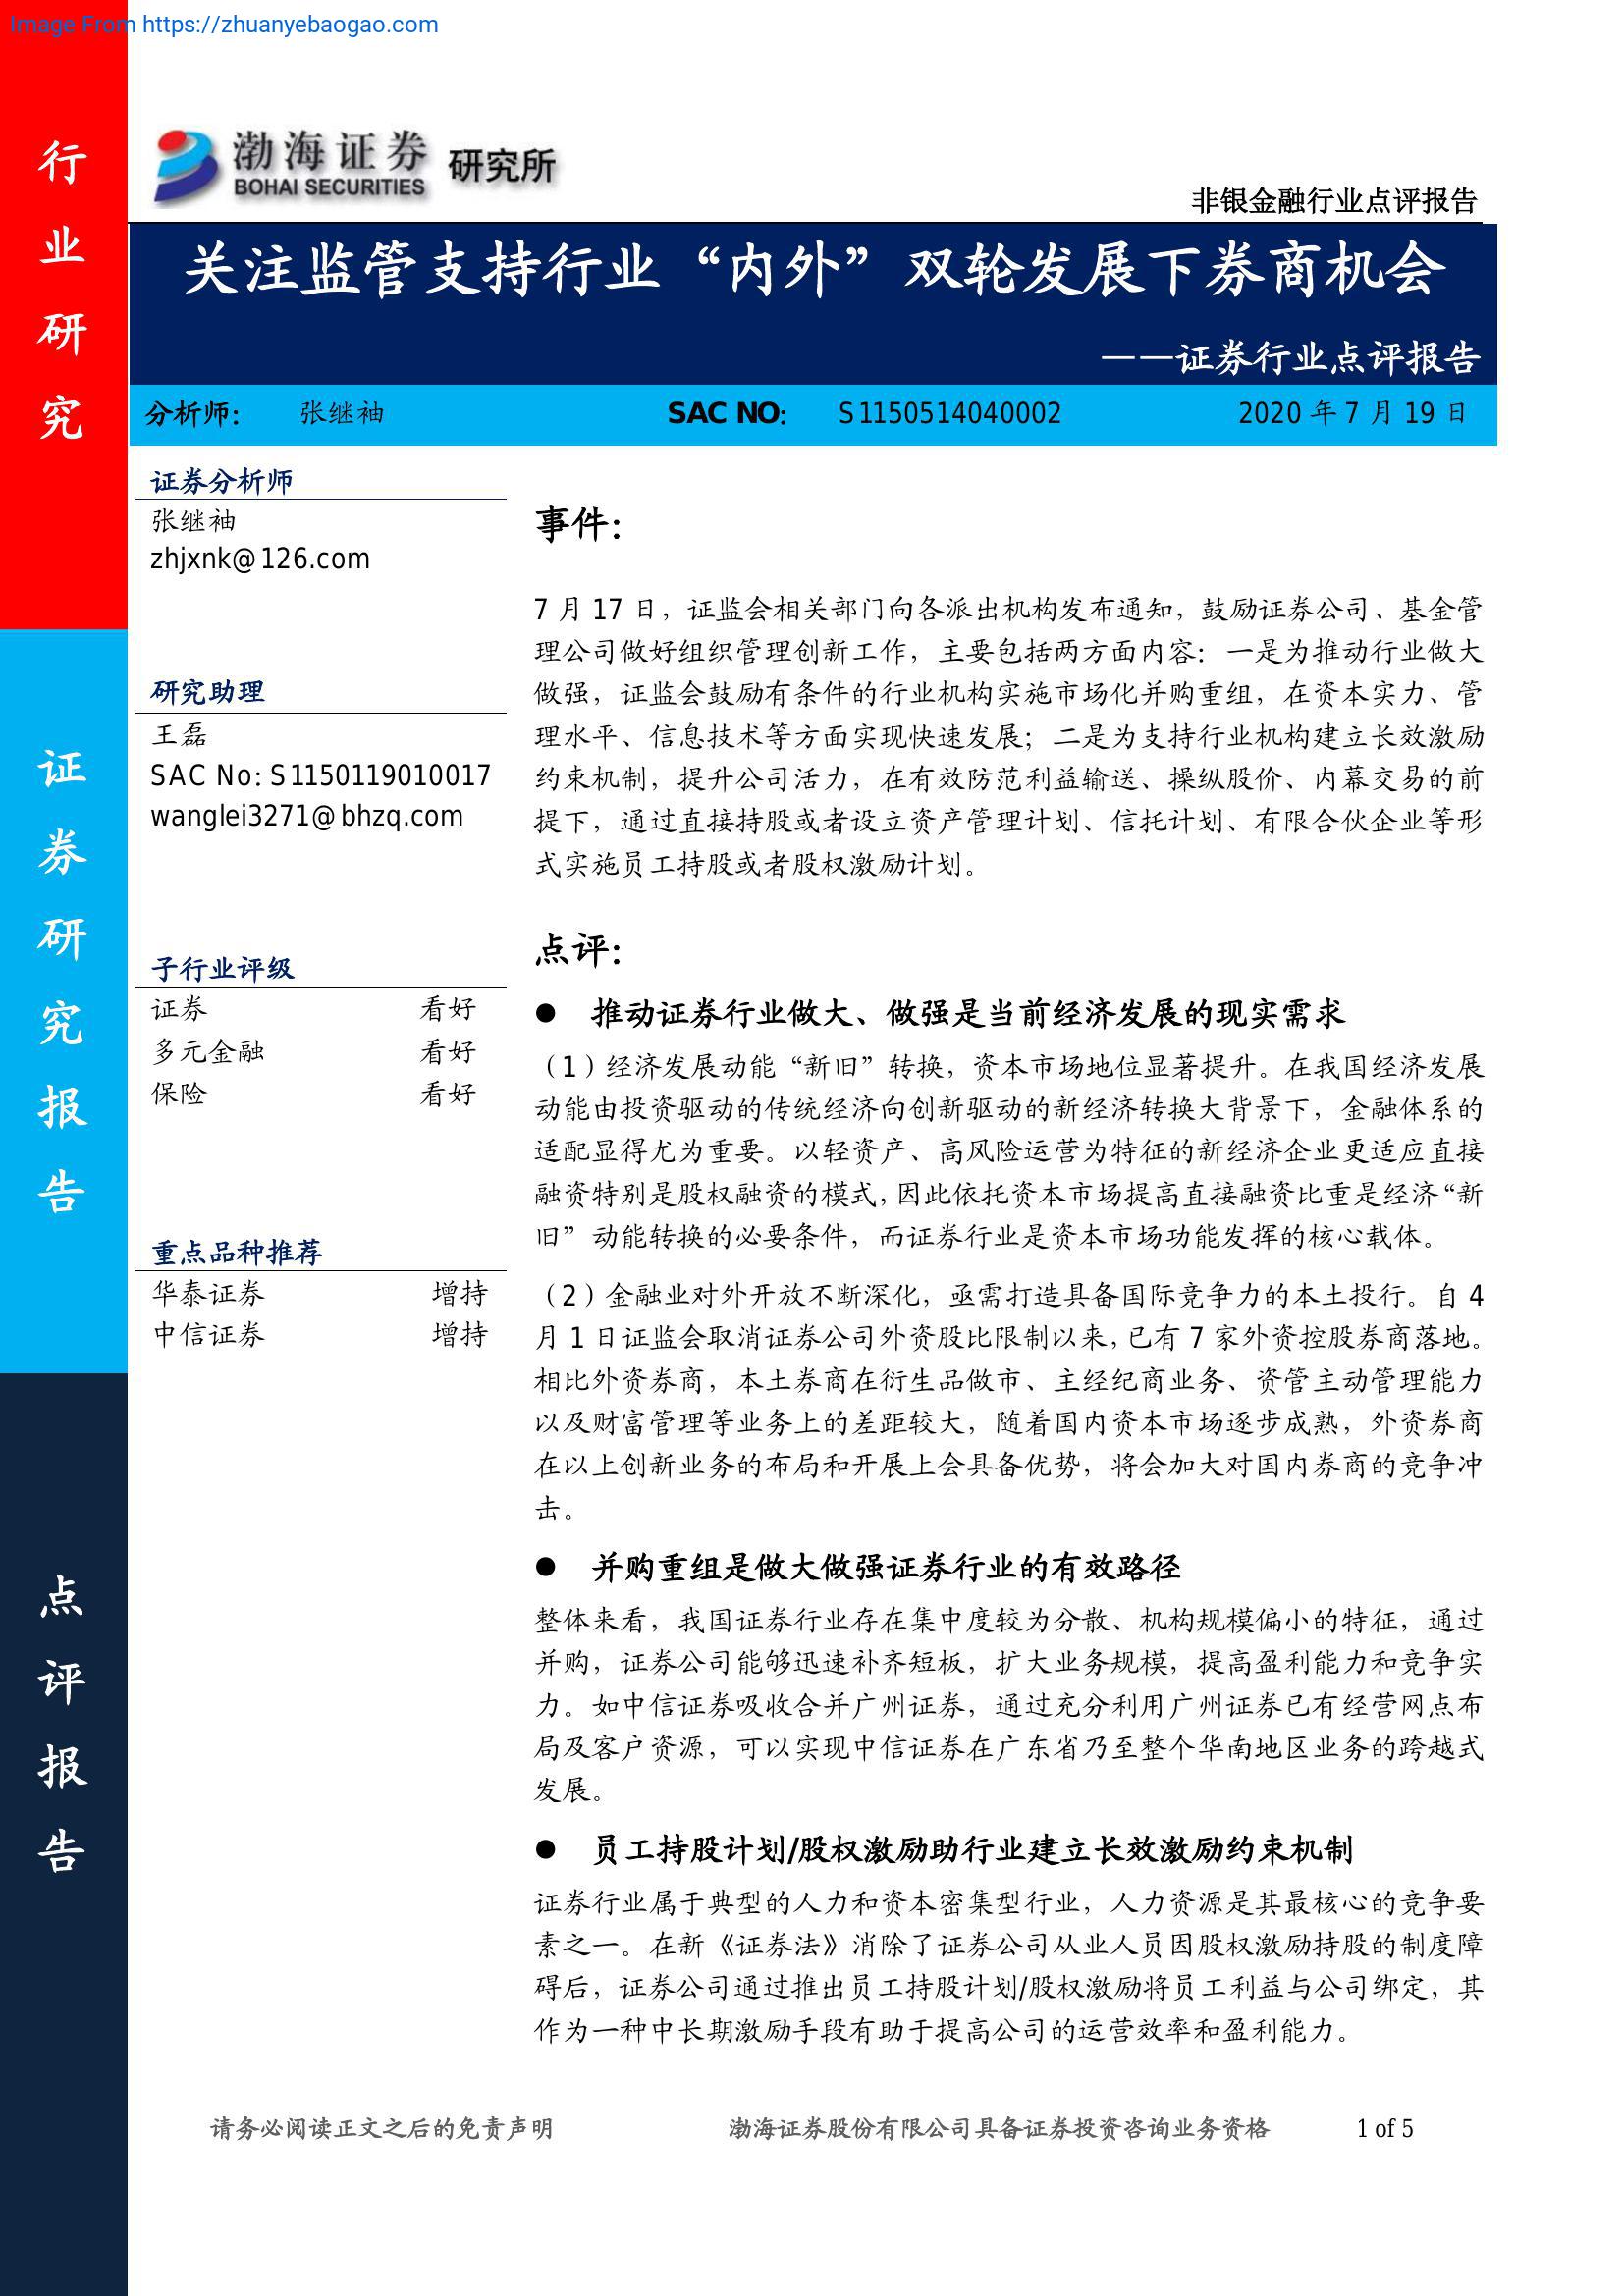 Image From https://zhuanyebaogao.com
行
业
研
究
证
券
研
究
报
告
点
评
报
告
渤海证券 研究所
BOHAI SECURITIES
非银金融行业点评报告
关注监管支持行业“内外”双轮发展下券商机会
——证券行业点评报告
分析师： 张继袖 SAC NO： S1150514040002 2020 年 7 月 19 日
证券分析师
张继袖
zhjxnk@126.com
研究助理
王磊
SAC No: S1150119010017
wanglei3271@bhzq.com
子行业评级
证券 看好
多元金融 看好
保险 看好
重点品种推荐
华泰证券 增持
中信证券 增持
事件：
7 月 17 日，证监会相关部门向各派出机构发布通知，鼓励证券公司、基金管
理公司做好组织管理创新工作，主要包括两方面内容：一是为推动行业做大
做强，证监会鼓励有条件的行业机构实施市场化并购重组，在资本实力、管
理水平、信息技术等方面实现快速发展；二是为支持行业机构建立长效激励
约束机制，提升公司活力，在有效防范利益输送、操纵股价、内幕交易的前
提下，通过直接持股或者设立资产管理计划、信托计划、有限合伙企业等形
式实施员工持股或者股权激励计划。
点评：
● 推动证券行业做大、做强是当前经济发展的现实需求
（1）经济发展动能“新旧”转换，资本市场地位显著提升。在我国经济发展
动能由投资驱动的传统经济向创新驱动的新经济转换大背景下，金融体系的
适配显得尤为重要。以轻资产、高风险运营为特征的新经济企业更适应直接
融资特别是股权融资的模式，因此依托资本市场提高直接融资比重是经济“新
旧”动能转换的必要条件，而证券行业是资本市场功能发挥的核心载体。
（2）金融业对外开放不断深化，亟需打造具备国际竞争力的本土投行。自 4
月 1 日证监会取消证券公司外资股比限制以来，已有 7 家外资控股券商落地。
相比外资券商，本土券商在衍生品做市、主经纪商业务、资管主动管理能力
以及财富管理等业务上的差距较大，随着国内资本市场逐步成熟，外资券商
在以上创新业务的布局和开展上会具备优势，将会加大对国内券商的竞争冲
击。
● 并购重组是做大做强证券行业的有效路径
整体来看，我国证券行业存在集中度较为分散、机构规模偏小的特征，通过
并购，证券公司能够迅速补齐短板，扩大业务规模，提高盈利能力和竞争实
力。如中信证券吸收合并广州证券，通过充分利用广州证券已有经营网点布
局及客户资源，可以实现中信证券在广东省乃至整个华南地区业务的跨越式
发展。
● 员工持股计划/股权激励助行业建立长效激励约束机制
证券行业属于典型的人力和资本密集型行业，人力资源是其最核心的竞争要
素之一。在新《证券法》消除了证券公司从业人员因股权激励持股的制度障
碍后，证券公司通过推出员工持股计划/股权激励将员工利益与公司绑定，其
作为一种中长期激励手段有助于提高公司的运营效率和盈利能力。
请务必阅读正文之后的免责声明 渤海证券股份有限公司具备证券投资咨询业务资格 1 of 5